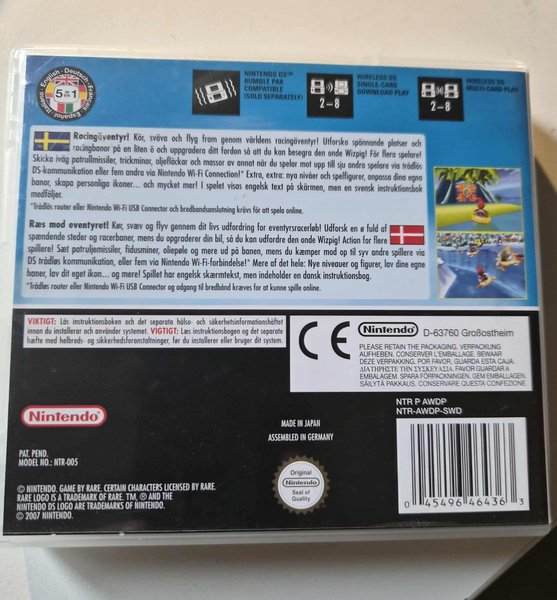 English - Deutsch - Français - Español - Italiano
5 in 1
NINTENDO DS™
RUMBLE PAK
COMPATIBLE
(SOLD SEPARATELY)
2-8
WIRELESS DS
SINGLE-CARD
DOWNLOAD PLAY
2-8
WIRELESS DS
MULTI-CARD PLAY
Racingäventyr! Kör, sväva och flyg fram genom världens racingäventyr! Utforska spännande platser och
racingbanor på en liten ö och uppgradera ditt fordon så att du kan besegra den onde Wizpig! För flera spelare!
Skicka iväg patrullmissiler, trickminor, oljefläckar och massor av annat när du spelar mot upp till sju andra spelare via trådlös
DS-kommunikation eller fem andra via Nintendo Wi-Fi Connection!* Extra, extra: nya nivåer och spelfigurer, anpassa dina egna
banor, skapa personliga ikoner... och mycket mer! I spelet visas engelsk text på skärmen, men en svensk instruktionsbok
medföljer.
*Trådlös router eller Nintendo Wi-Fi USB Connector och bredbandsanslutning krävs för att spela online.
Ræs mod eventyret! Kør, svæv og flyv gennem dit livs udfordring for eventyrsracerløb! Udforsk en ø fuld af
spændende steder og racerbaner, mens du opgraderer din bil, så du kan udfordre den onde Wizpig! Action for flere
spillere! Sæt patruljemissiler, fidusminer, oliepele og mere ud på banen, mens du kæmper mod op til syv andre spillere via
DS trådløs kommunikation, eller fem via Nintendo Wi-Fi-forbindelse!* Mere af det hele: Nye niveauer og figurer, lav dine egne
baner, lav dit eget ikon... og mere! Spillet har engelsk skærmtekst, men indeholder en dansk instruktionsbog.
*Trådløs router eller Nintendo Wi-Fi USB Connector og adgang til bredbånd kræves for at kunne spille online.
VIKTIGT: Läs instruktionsboken och det separata hälso- och säkerhetsinformationshäftet
innan du installerar och använder systemet. VIGTIGT: Læs instruktionsbogen og det separate
hæfte med helbreds- og sikkerhedsforanstaltninger, før du installerer eller bruger dit system.
CE
Nintendo
D-63760 Großostheim
PLEASE RETAIN THE PACKAGING. VERPACKUNG
AUFHEBEN. CONSERVER L'EMBALLAGE. BEWAAR
DEZE VERPAKKING. POR FAVOR, GUARDA ESTA CAJA.
ΔΙΑΤΗΡΗΣΤΕ ΤΗ ΣΥΣΚΕΥΑΣΙΑ. FAVOR GUARDAR A
EMBALAGEM. SPARA FÖRPACKNINGEN. GEM EMBALLAGEN.
SÄILYTÄ PAKKAUS. CONSERVARE QUESTA CONFEZIONE.
Nintendo
MADE IN JAPAN
ASSEMBLED IN GERMANY
NTR P AWDP
NTR-AWDP-SWD
PAT. PEND.
MODEL NO.: NTR-005
Original
Nintendo
Seal of
Quality
© NINTENDO. GAME BY RARE. CERTAIN CHARACTERS LICENSED BY RARE.
RARE LOGO IS A TRADEMARK OF RARE. TM, ® AND THE
NINTENDO DS LOGO ARE TRADEMARKS OF NINTENDO.
© 2007 NINTENDO.
0 45496 46436 3